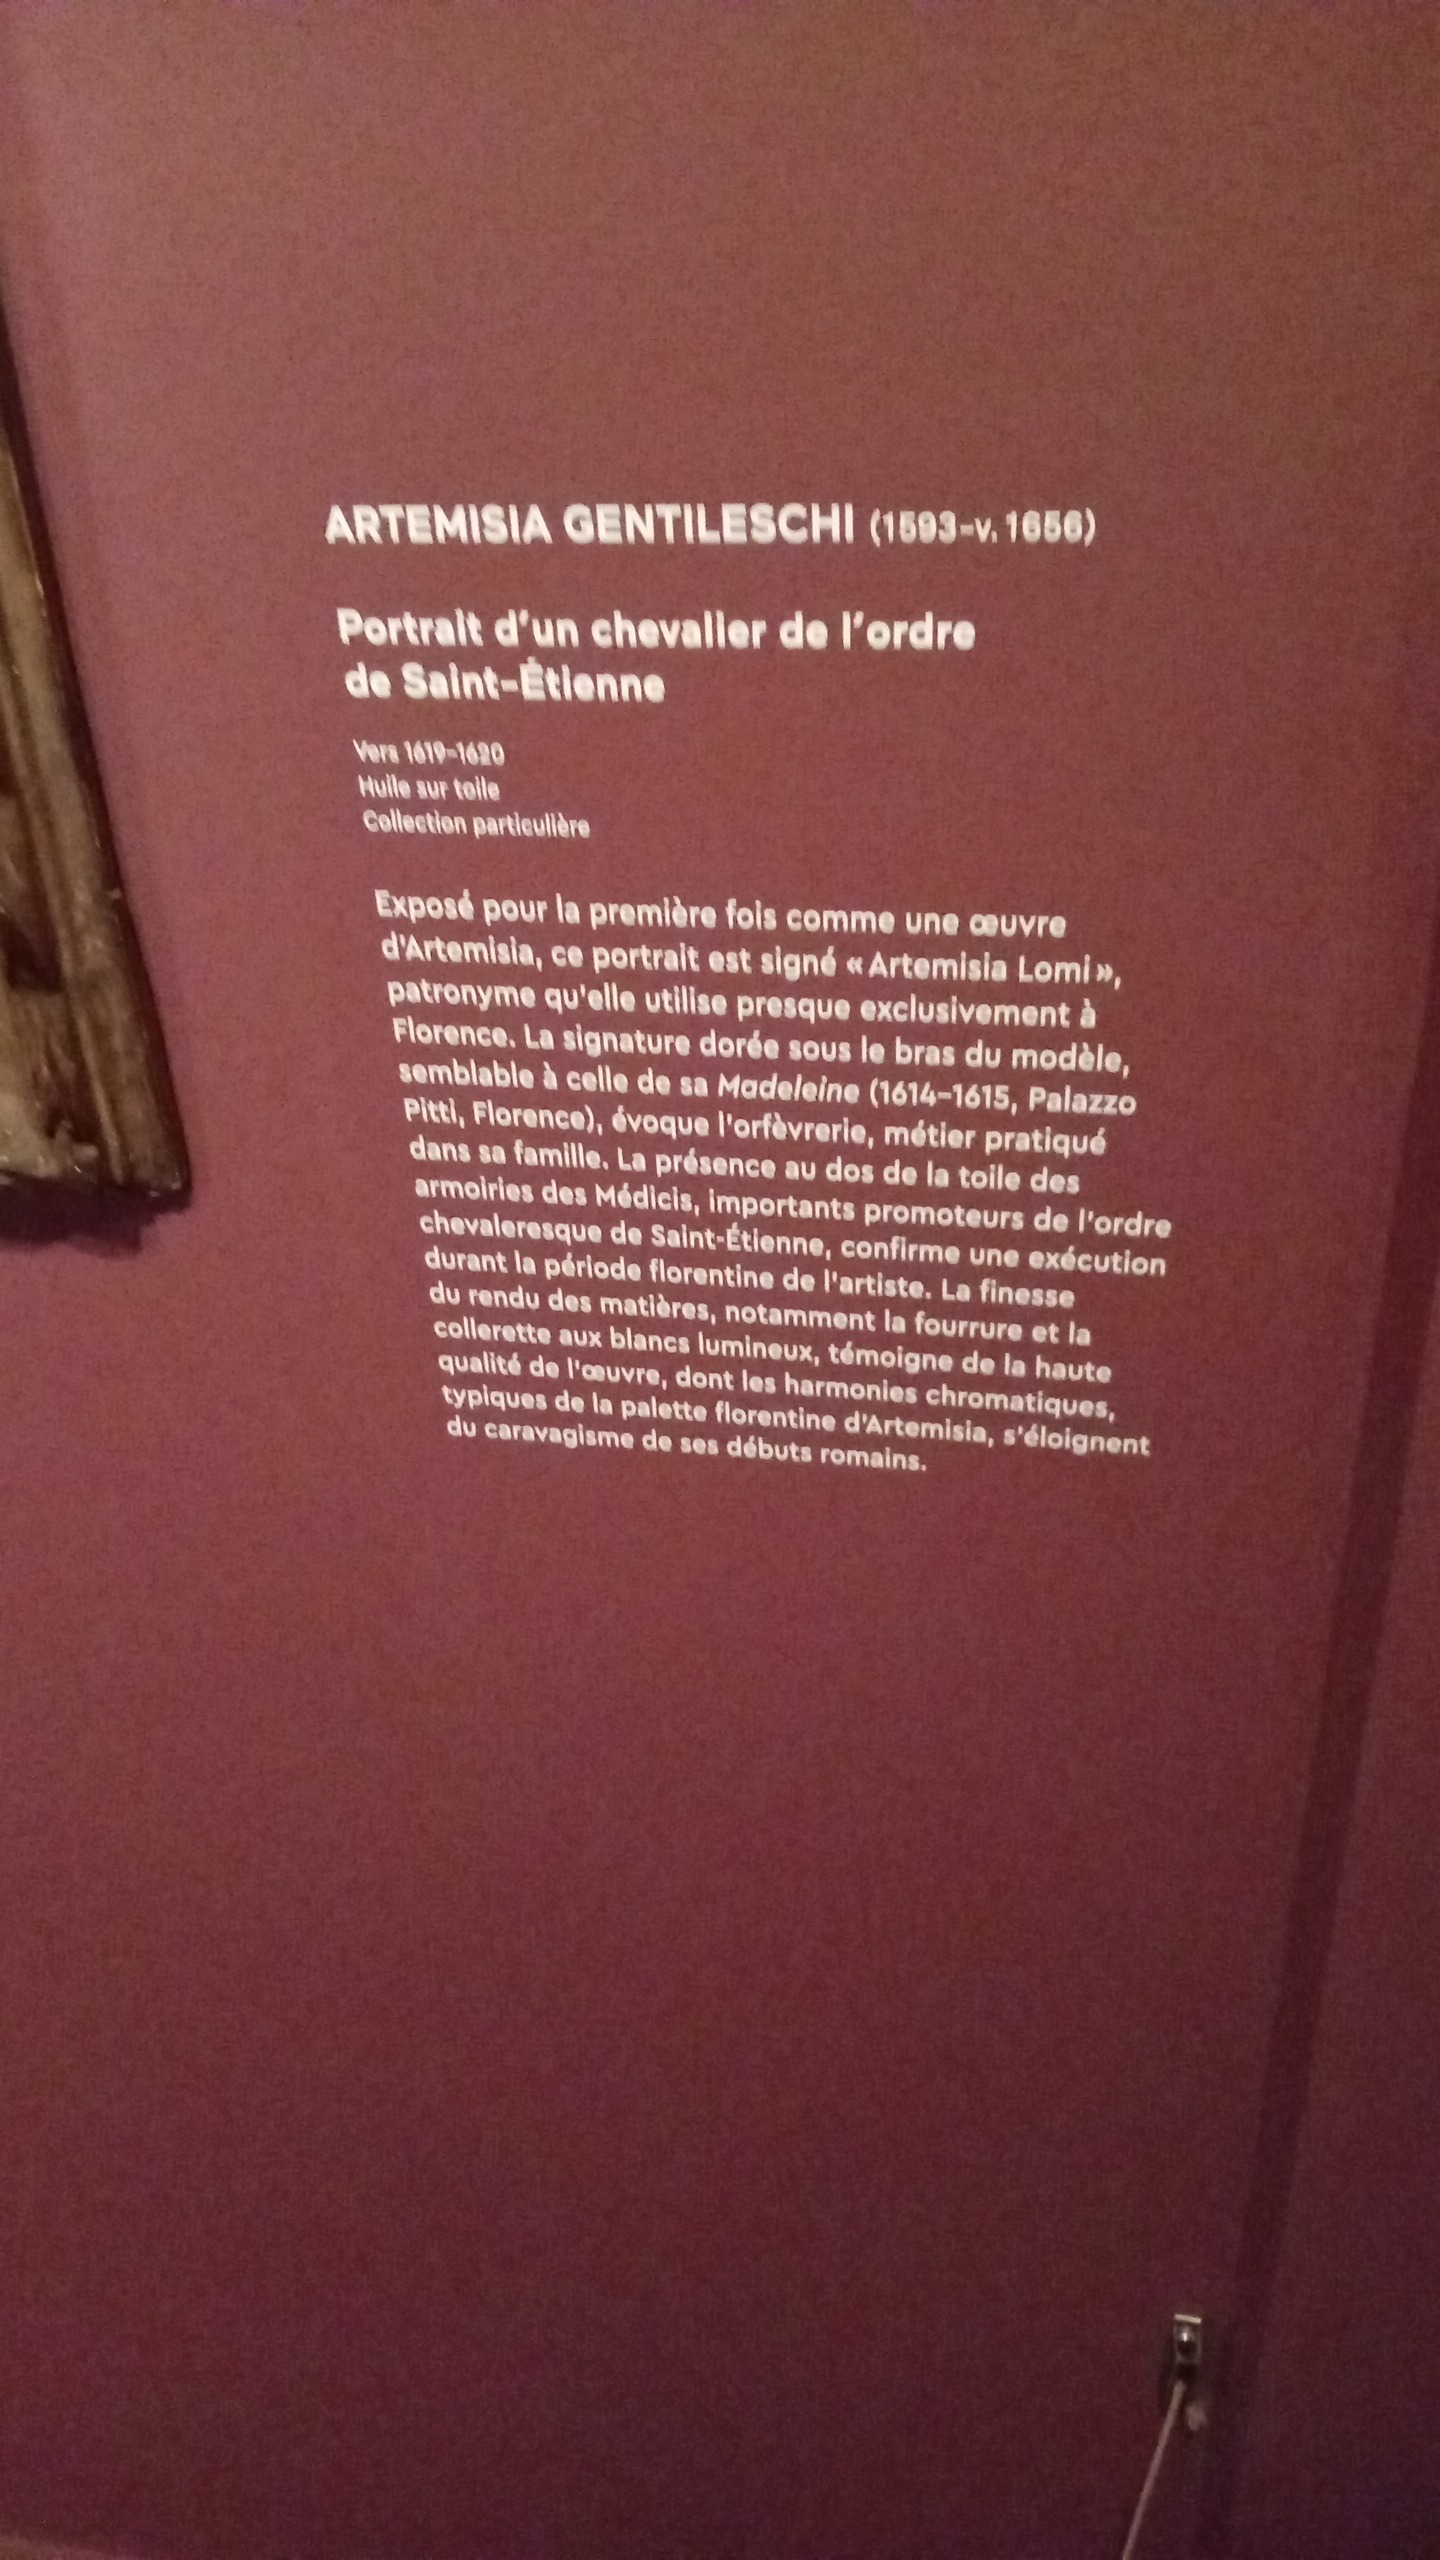 ARTEMISIA GENTILESCHI (1593-v. 1656)
Portrait d'un chevalier de l'ordre
de Saint-Étienne
Vers 1619-1620
Huile sur toile
Collection particulière
Exposé pour la première fois comme une œuvre
d'Artemisia, ce portrait est signé « Artemisia Lomi »,
patronyme qu'elle utilise presque exclusivement à
Florence. La signature dorée sous le bras du modèle,
semblable à celle de sa Madeleine (1614-1615, Palazzo
Pitti, Florence), évoque l'orfèvrerie, métier pratiqué
dans sa famille. La présence au dos de la toile des
armoiries des Médicis, importants promoteurs de l'ordre
chevaleresque de Saint-Étienne, confirme une exécution
durant la période florentine de l'artiste. La finesse
du rendu des matières, notamment la fourrure et la
collerette aux blancs lumineux, témoigne de la haute
qualité de l'œuvre, dont les harmonies chromatiques,
typiques de la palette florentine d'Artemisia, s'éloignent
du caravagisme de ses débuts romains.